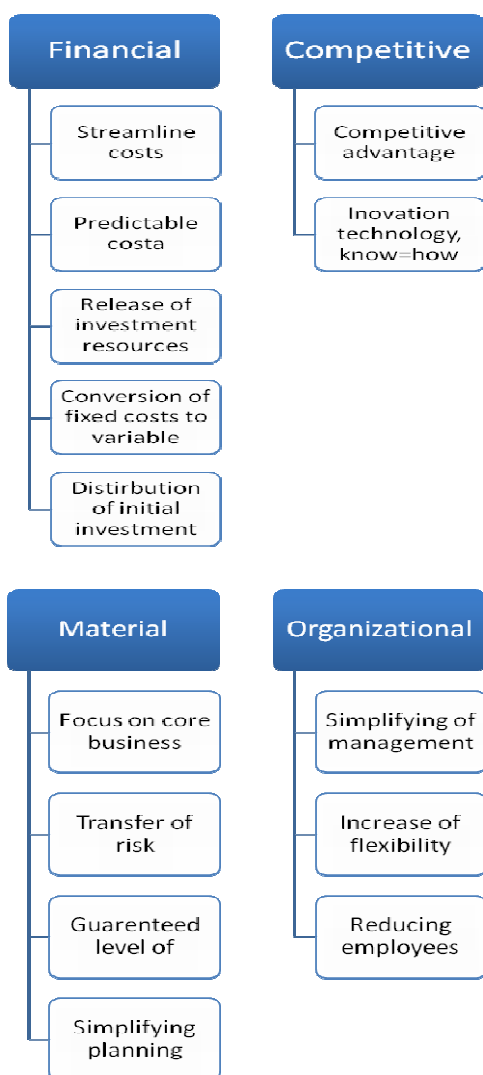 Financial
Streamline
costs
Predictable
costa
Release of
investment
resources
Conversion of
fixed costs to
variable
Distirbution
of initial
investment
Competitive
Competitive
advantage
Inovation
technology,
know=how
Material
Focus on core
business
Transfer of
risk
Guarenteed
level of
Simplifying
planning
Organizational
Simplifying of
management
Increase of
flexibility
Reducing
employees